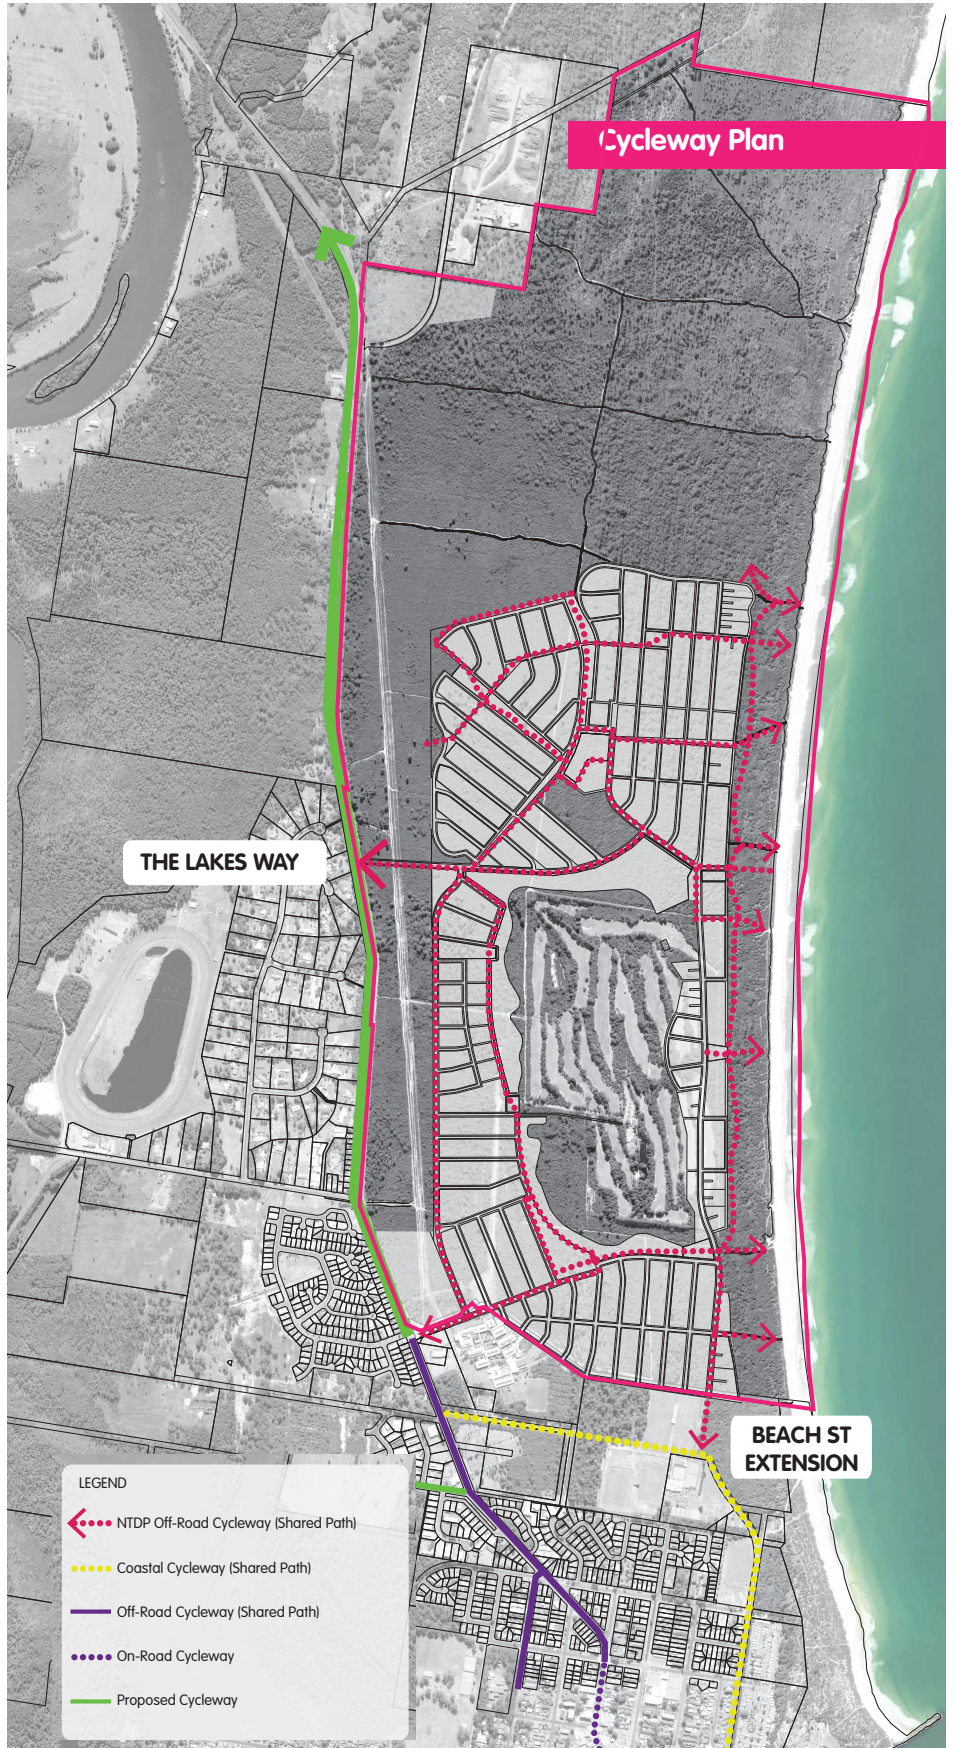 Cycleway Plan
THE LAKES WAY
BEACH ST
EXTENSION
LEGEND
NTDP Off-Road Cycleway (Shared Path)
Coastal Cycleway (Shared Path)
Off-Road Cycleway (Shared Path)
On-Road Cycleway
Proposed Cycleway